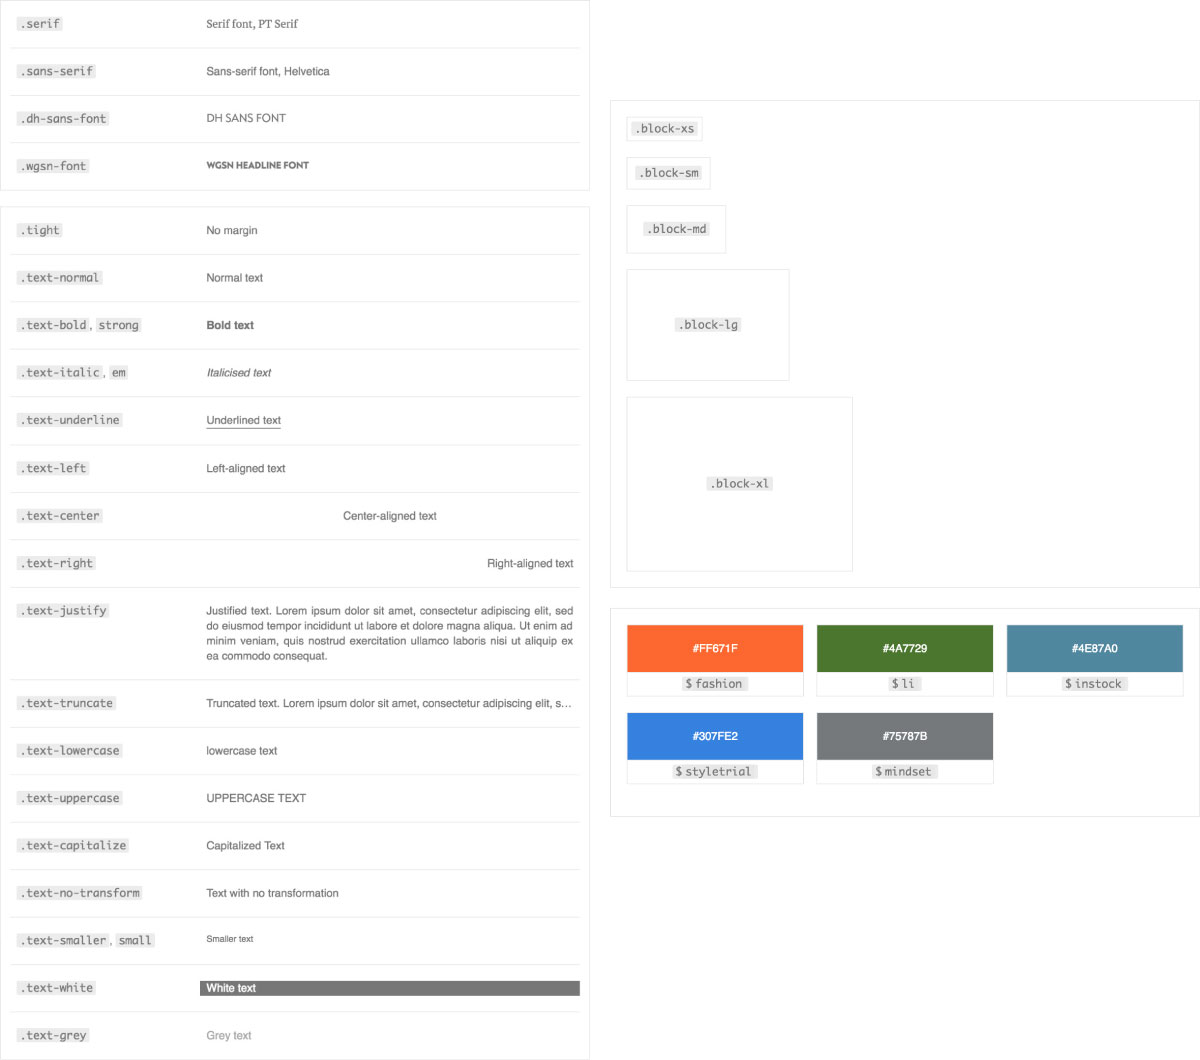 .serif Serif font, PT Serif
.sans-serif Sans-serif font, Helvetica
.dh-sans-font DH SANS FONT
.wgsn-font WGSN HEADLINE FONT
.tight No margin
.text-normal Normal text
.text-bold, strong Bold text
.text-italic, em Italicised text
.text-underline Underlined text
.text-left Left-aligned text
.text-center Center-aligned text
.text-right Right-aligned text
.text-justify Justified text. Lorem ipsum dolor sit amet, consectetur adipiscing elit, sed
do eiusmod tempor incididunt ut labore et dolore magna aliqua. Ut enim ad
minim veniam, quis nostrud exercitation ullamco laboris nisi ut aliquip ex
ea commodo consequat.
.text-truncate Truncated text. Lorem ipsum dolor sit amet, consectetur adipiscing elit, s…
.text-lowercase lowercase text
.text-uppercase UPPERCASE TEXT
.text-capitalize Capitalized Text
.text-no-transform Text with no transformation
.text-smaller, small Smaller text
.text-white White text
.text-grey Grey text
.block-xs
.block-sm
.block-md
.block-lg
.block-xl
#FF671F #4A7729 #4E87A0
$fashion $li $instock
#307FE2 #75787B
$styletrial $mindset